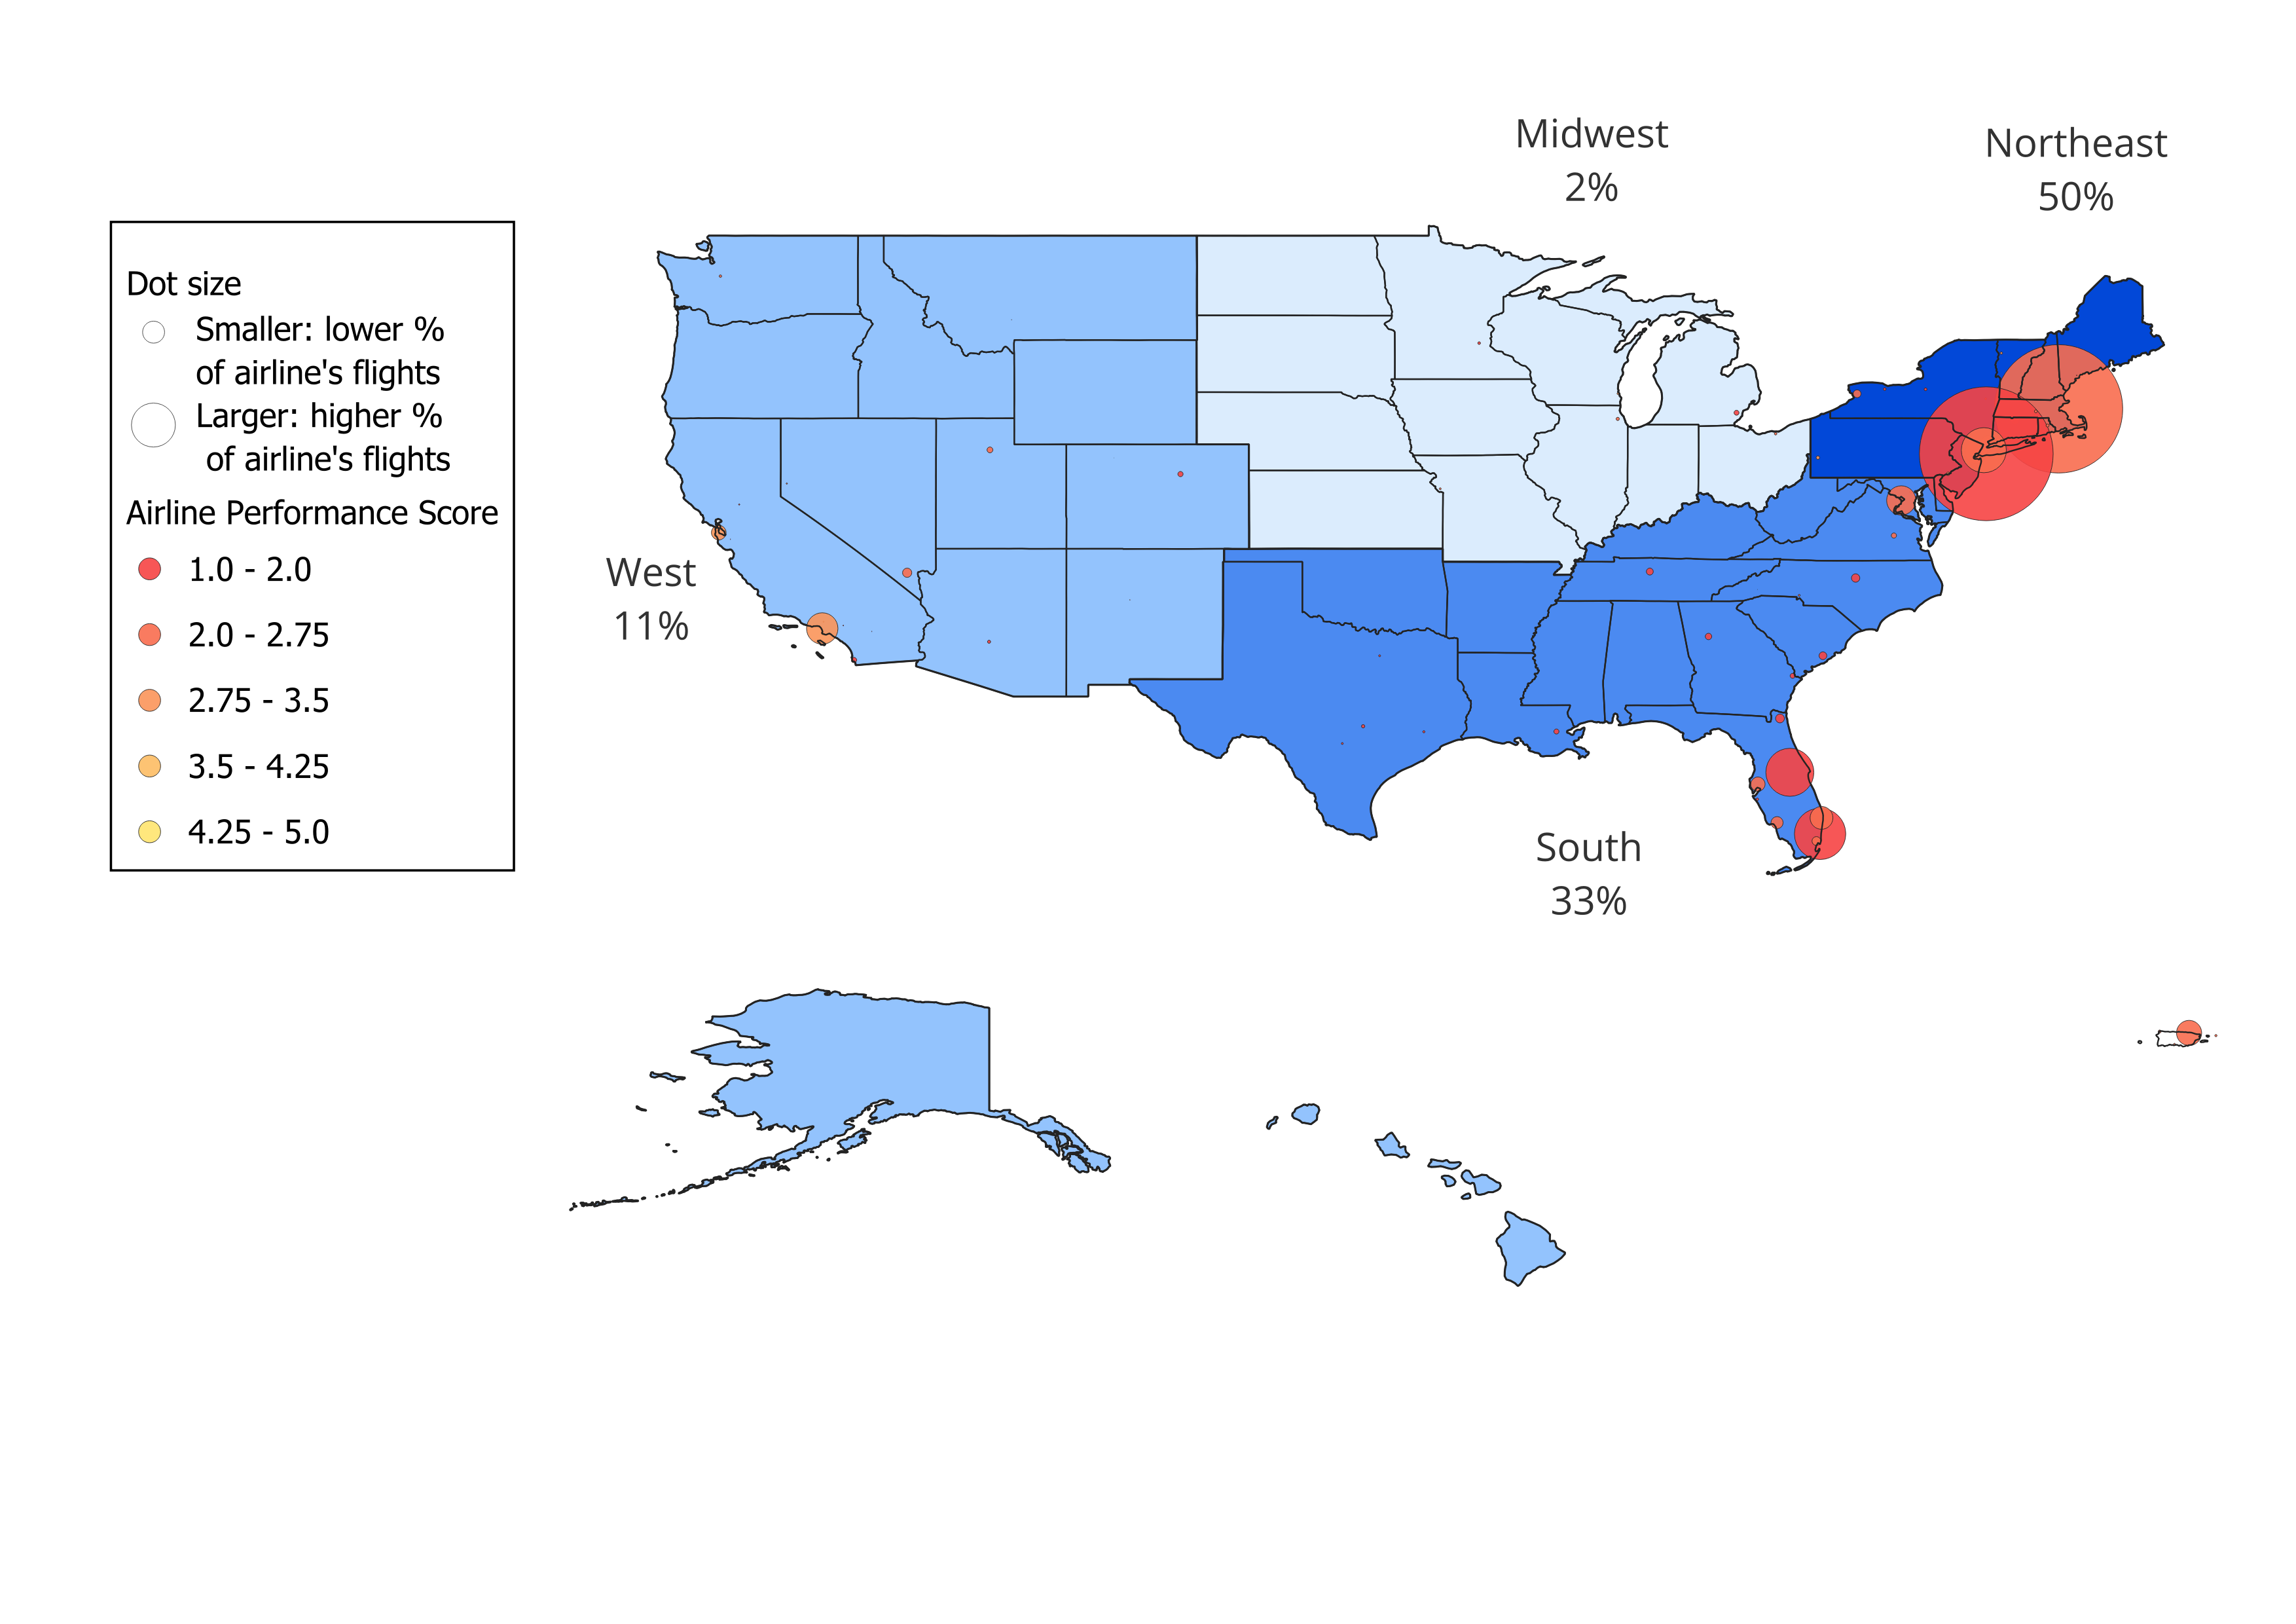 Midwest
2%
Northeast
50%
Dot size
Smaller: lower %
of airline's flights
Larger: higher %
of airline's flights
Airline Performance Score
1.0 - 2.0
2.0 - 2.75
2.75 - 3.5
3.5 - 4.25
4.25 - 5.0
West
11%
South
33%